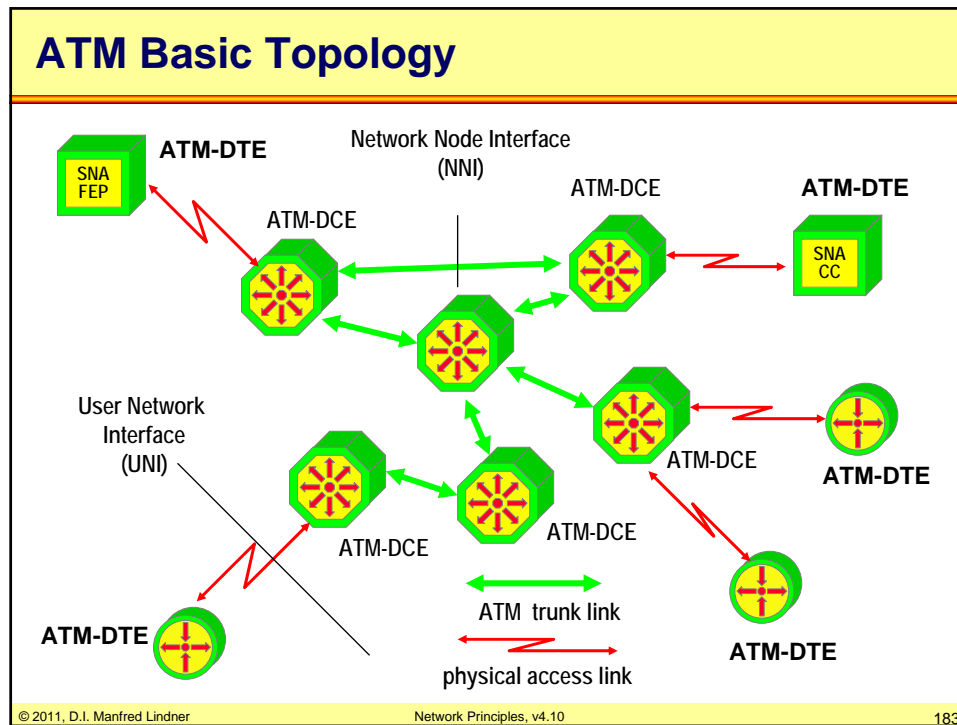 ATM Basic Topology
Network Node Interface
(NNI)
ATM-DTE
SNA
FEP
ATM-DCE
ATM-DCE
ATM-DTE
SNA
CC
User Network
Interface
(UNI)
ATM-DCE
ATM-DTE
ATM-DCE
ATM-DCE
ATM trunk link
ATM-DTE
physical access link
ATM-DTE
© 2011, D.I. Manfred Lindner
Network Principles, v4.10
183